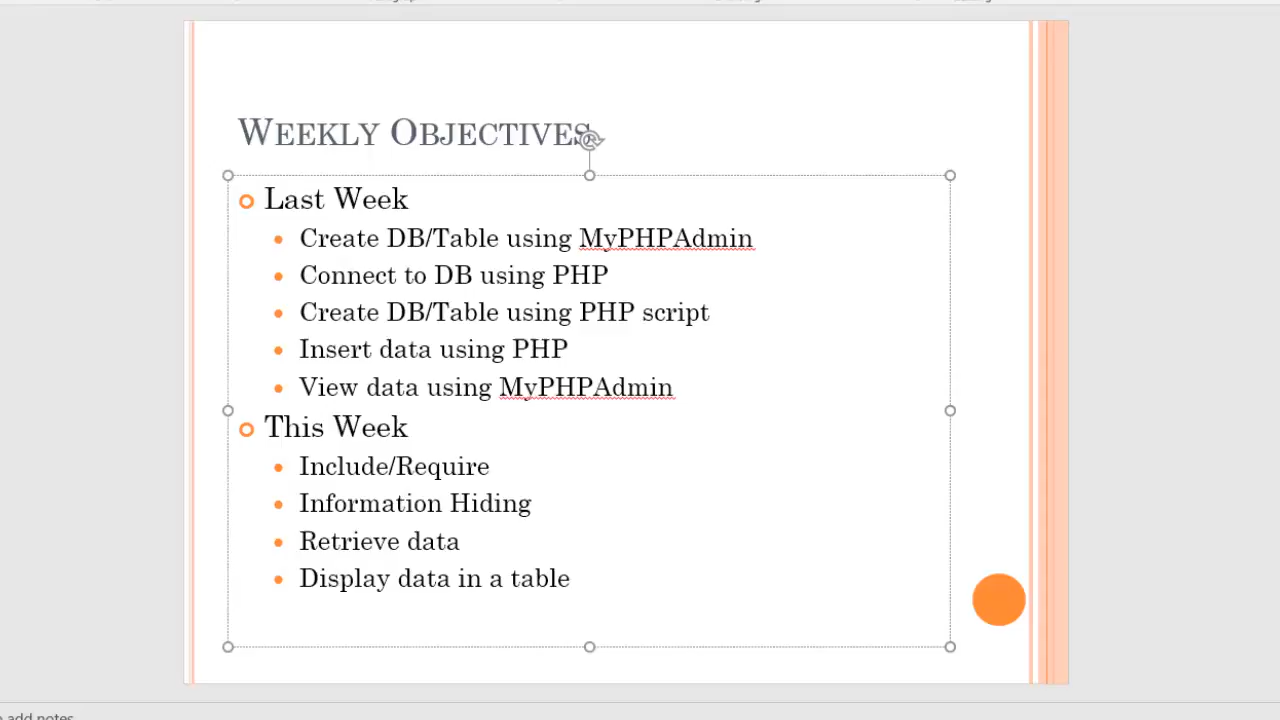 WEEKLY OBJECTIVES
Last Week
Create DB/Table using MyPHPAdmin
Connect to DB using PHP
Create DB/Table using PHP script
Insert data using PHP
View data using MyPHPAdmin
This Week
Include/Require
Information Hiding
Retrieve data
Display data in a table
add notes